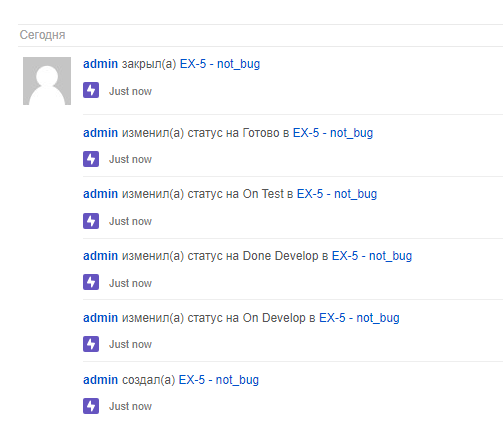 Сегодня
admin закрыл(а) EX-5 - not_bug
Just now
admin изменил(а) статус на Готово в EX-5 - not_bug
Just now
admin изменил(а) статус на On Test в EX-5 - not_bug
Just now
admin изменил(а) статус на Done Develop в EX-5 - not_bug
Just now
admin изменил(а) статус на On Develop в EX-5 - not_bug
Just now
admin создал(а) EX-5 - not_bug
Just now